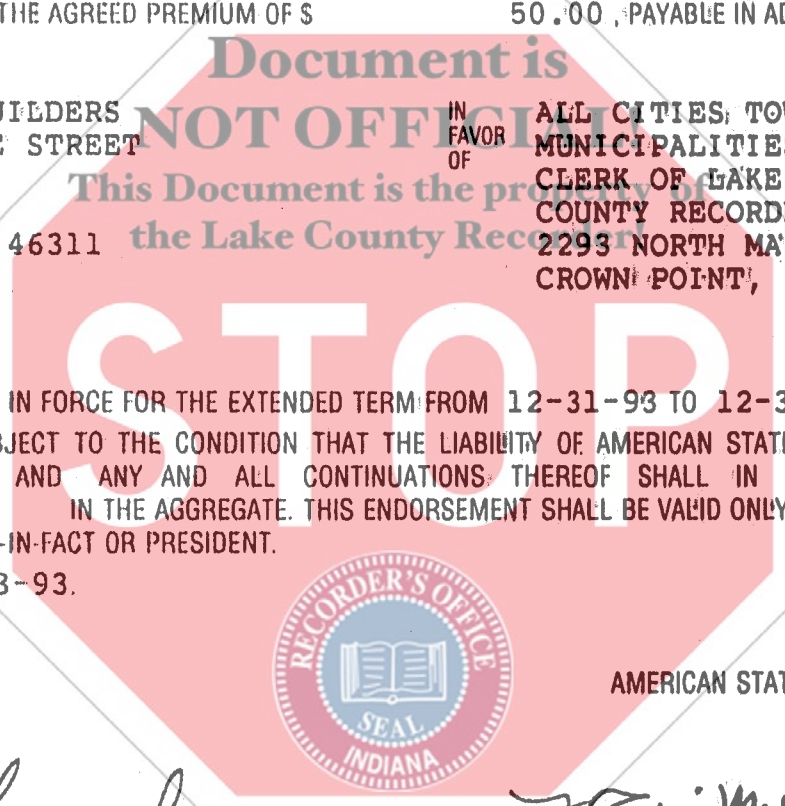 THE AGREED PREMIUM OF $ 50.00, PAYABLE IN AD
Document is
NOT OFFICIAL!
This Document is the property of
the Lake County Recorder!
UILDERS
STREET
46311
IN
FAVOR
OF
ALL CITIES, TOW
MUNICIPALITIES
CLERK OF LAKE
COUNTY RECORD
2293 NORTH MA
CROWN POINT,
STOP
IN FORCE FOR THE EXTENDED TERM FROM 12-31-93 TO 12-3
JECT TO THE CONDITION THAT THE LIABILITY OF AMERICAN STAT
AND ANY AND ALL CONTINUATIONS THEREOF SHALL IN
IN THE AGGREGATE. THIS ENDORSEMENT SHALL BE VALID ONLY
-IN-FACT OR PRESIDENT.
3-93.
RECORDER'S OFFICE
SEAL
INDIANA
AMERICAN STAT